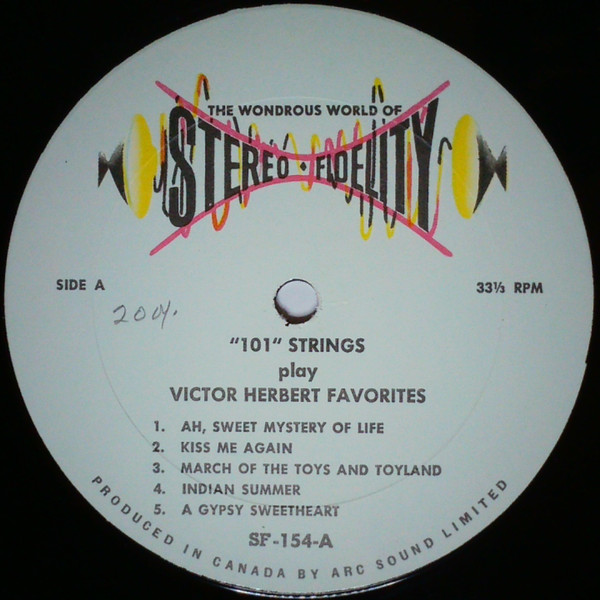 THE WONDROUS WORLD OF
STEREO · FIDELITY
SIDE A
33⅓ RPM
"101" STRINGS
play
VICTOR HERBERT FAVORITES
1. AH, SWEET MYSTERY OF LIFE
2. KISS ME AGAIN
3. MARCH OF THE TOYS AND TOYLAND
4. INDIAN SUMMER
5. A GYPSY SWEETHEART
SF-154-A
PRODUCED IN CANADA BY ARC SOUND LIMITED